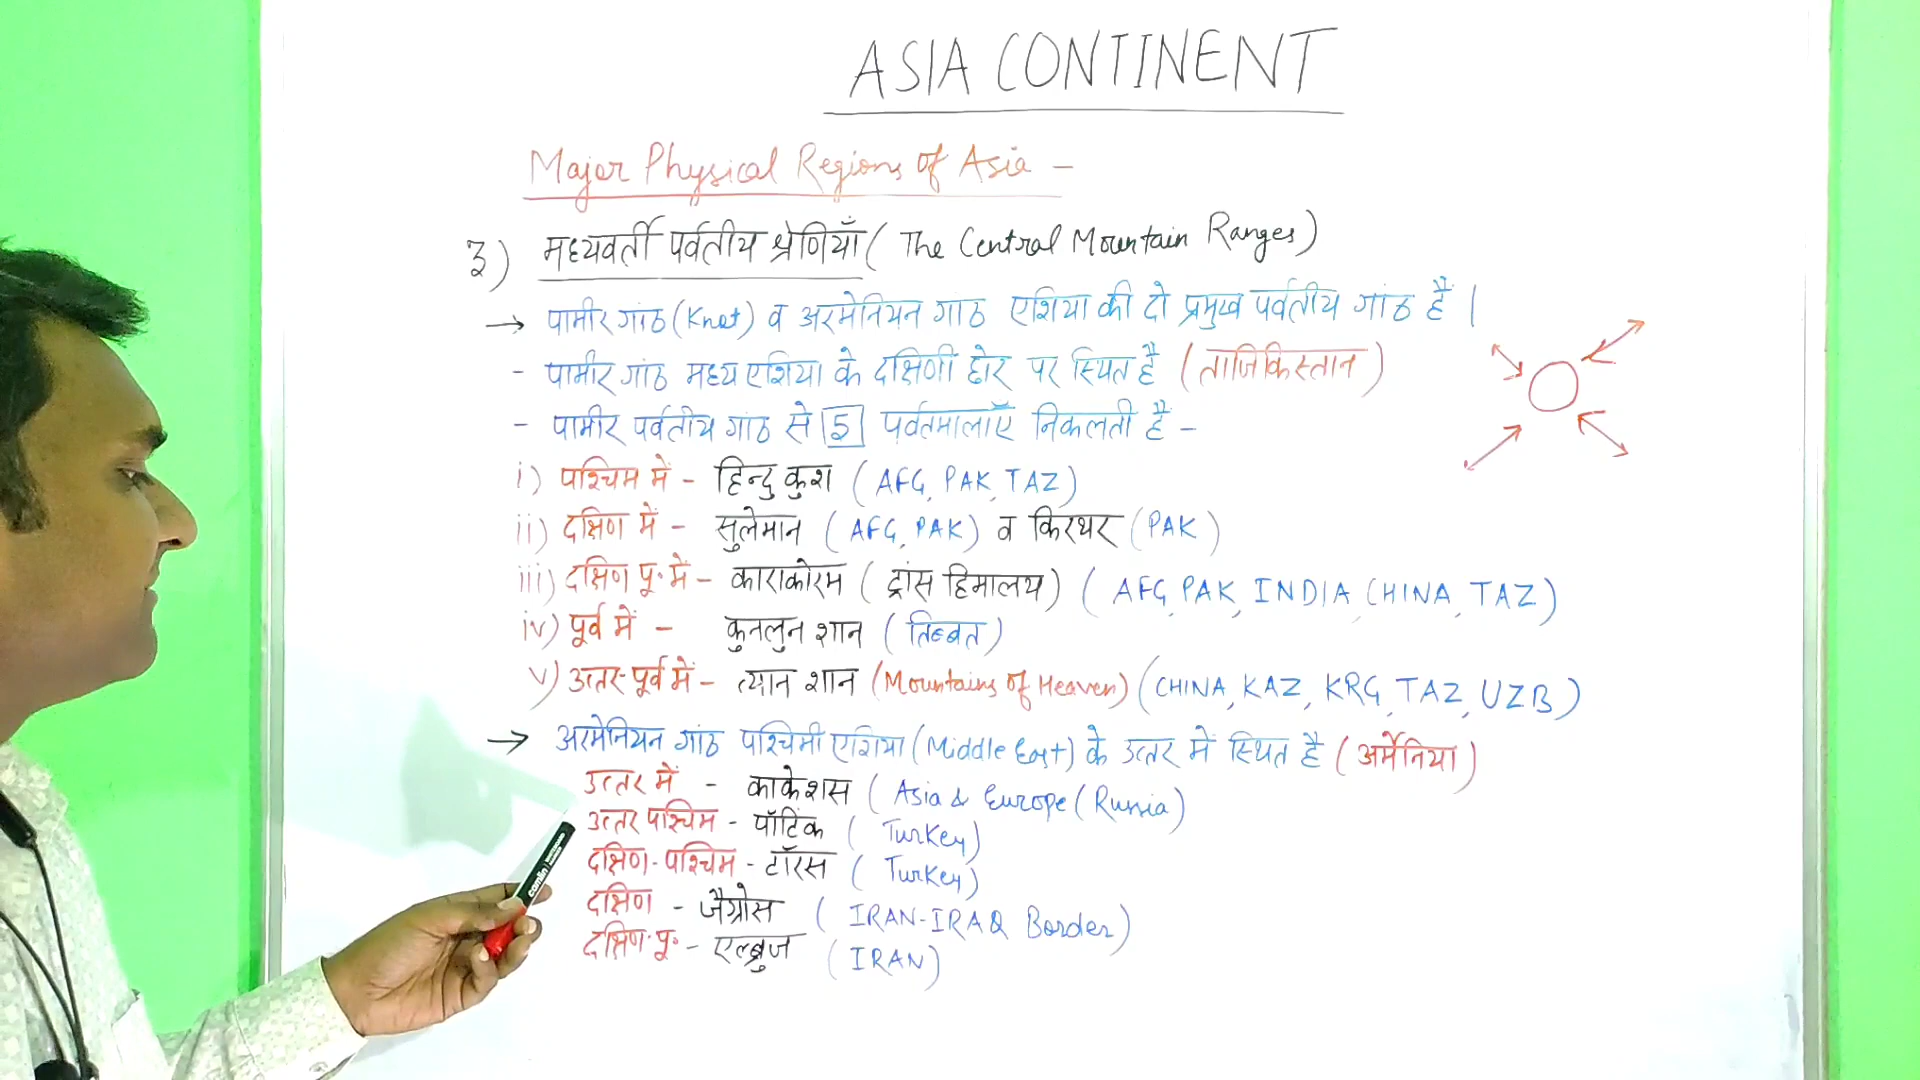 ASIA CONTINENT
Major Physical Regions of Asia -
3) मध्यवर्ती पर्वतीय श्रेणियाँ ( The Central Mountain Ranges)
→ पामीर गांठ (Knot) व अरमेनियन गांठ एशिया की दो प्रमुख पर्वतीय गांठ हैं |
- पामीर गांठ मध्य एशिया के दक्षिणी छोर पर स्थित है (ताजिकिस्तान)
- पामीर पर्वतीय गांठ से 5 पर्वतमालाएँ निकलती हैं -
i) पश्चिम में - हिन्दु कुश ( AFG, PAK, TAZ)
ii) दक्षिण में - सुलेमान ( AFG, PAK) व किरथर (PAK)
iii) दक्षिण पू. में - काराकोरम ( ट्रांस हिमालय) ( AFG, PAK, INDIA, CHINA, TAZ)
iv) पूर्व में - कुनलुन शान ( तिब्बत)
v) उत्तर-पूर्व में - त्यान शान (Mountains of Heaven) (CHINA, KAZ, KRG, TAZ, UZB)
→ अरमेनियन गांठ पश्चिमी एशिया (Middle East) के उत्तर में स्थित है (अर्मेनिया)
उत्तर में - काकेशस ( Asia & Europe (Russia)
उत्तर पश्चिम - पॉटिंक ( Turkey)
दक्षिण-पश्चिम - टॉरस ( Turkey)
दक्षिण - जैग्रोस ( IRAN-IRAQ Border)
दक्षिण-पू. - एल्ब्रुज ( IRAN)
camlin